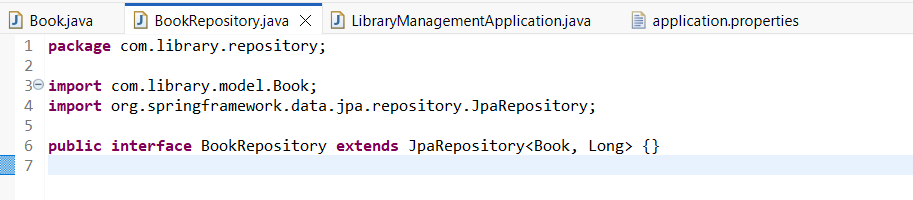 Book.java BookRepository.java LibraryManagementApplication.java application.properties
1 package com.library.repository;
2
3 import com.library.model.Book;
4 import org.springframework.data.jpa.repository.JpaRepository;
5
6 public interface BookRepository extends JpaRepository<Book, Long> {}
7